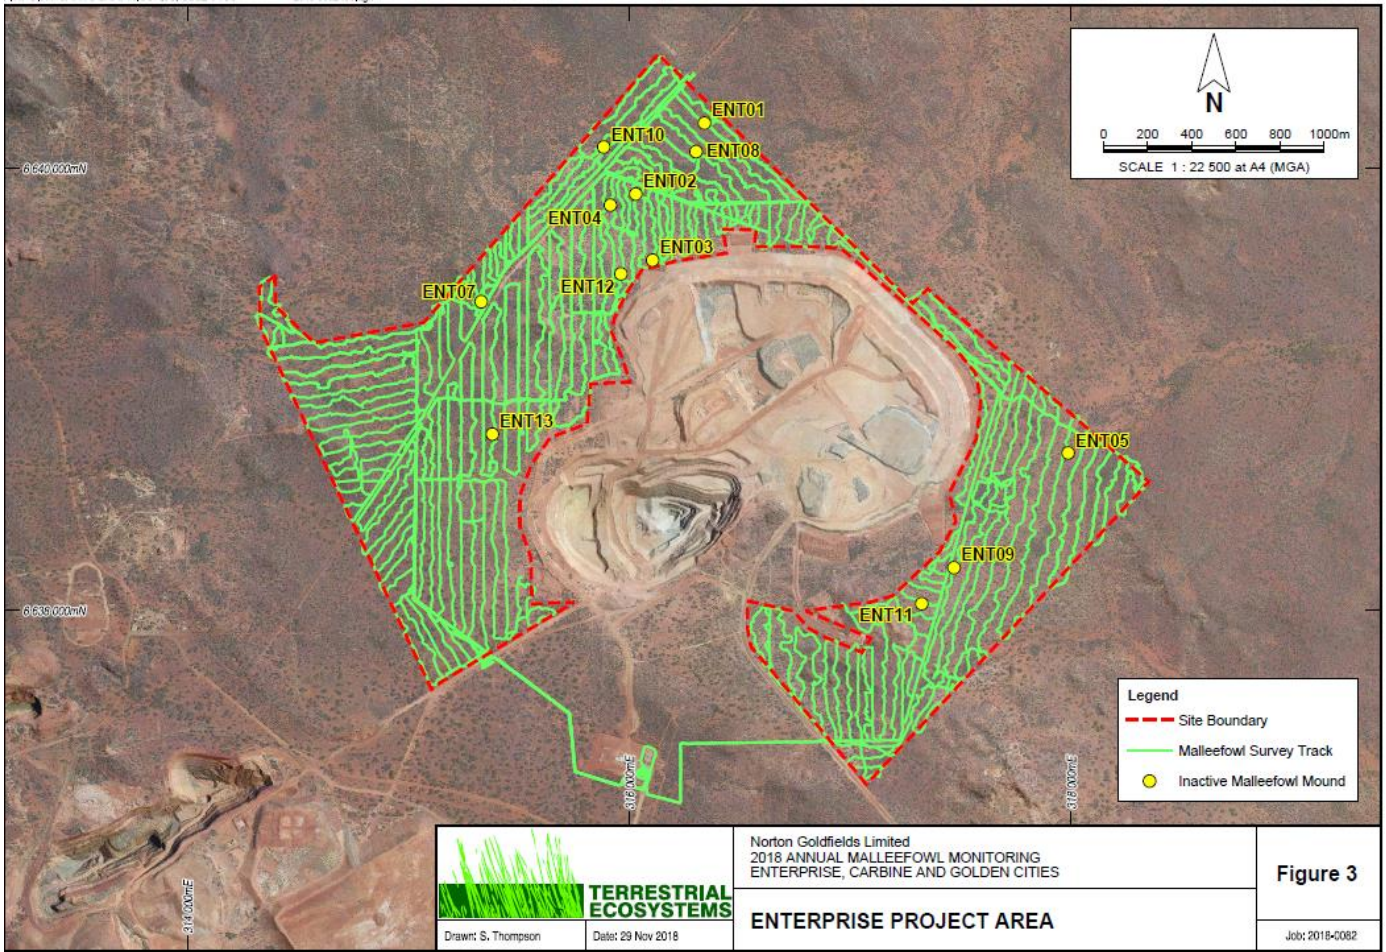 N
0 200 400 600 800 1000m
SCALE 1 : 22 500 at A4 (MGA)
ENT01
ENT10
ENT08
6 640 000mN
ENT02
ENT04
ENT03
ENT12
ENT07
ENT13
ENT05
ENT09
6 638 000mN
ENT11
Legend
Site Boundary
Malleefowl Survey Track
Inactive Malleefowl Mound
316 000mE
318 000mE
314 000mE
TERRESTRIAL
ECOSYSTEMS
Drawn: S. Thompson
Date: 29 Nov 2018
Norton Goldfields Limited
2018 ANNUAL MALLEEFOWL MONITORING
ENTERPRISE, CARBINE AND GOLDEN CITIES
ENTERPRISE PROJECT AREA
Figure 3
Job: 2018-0082